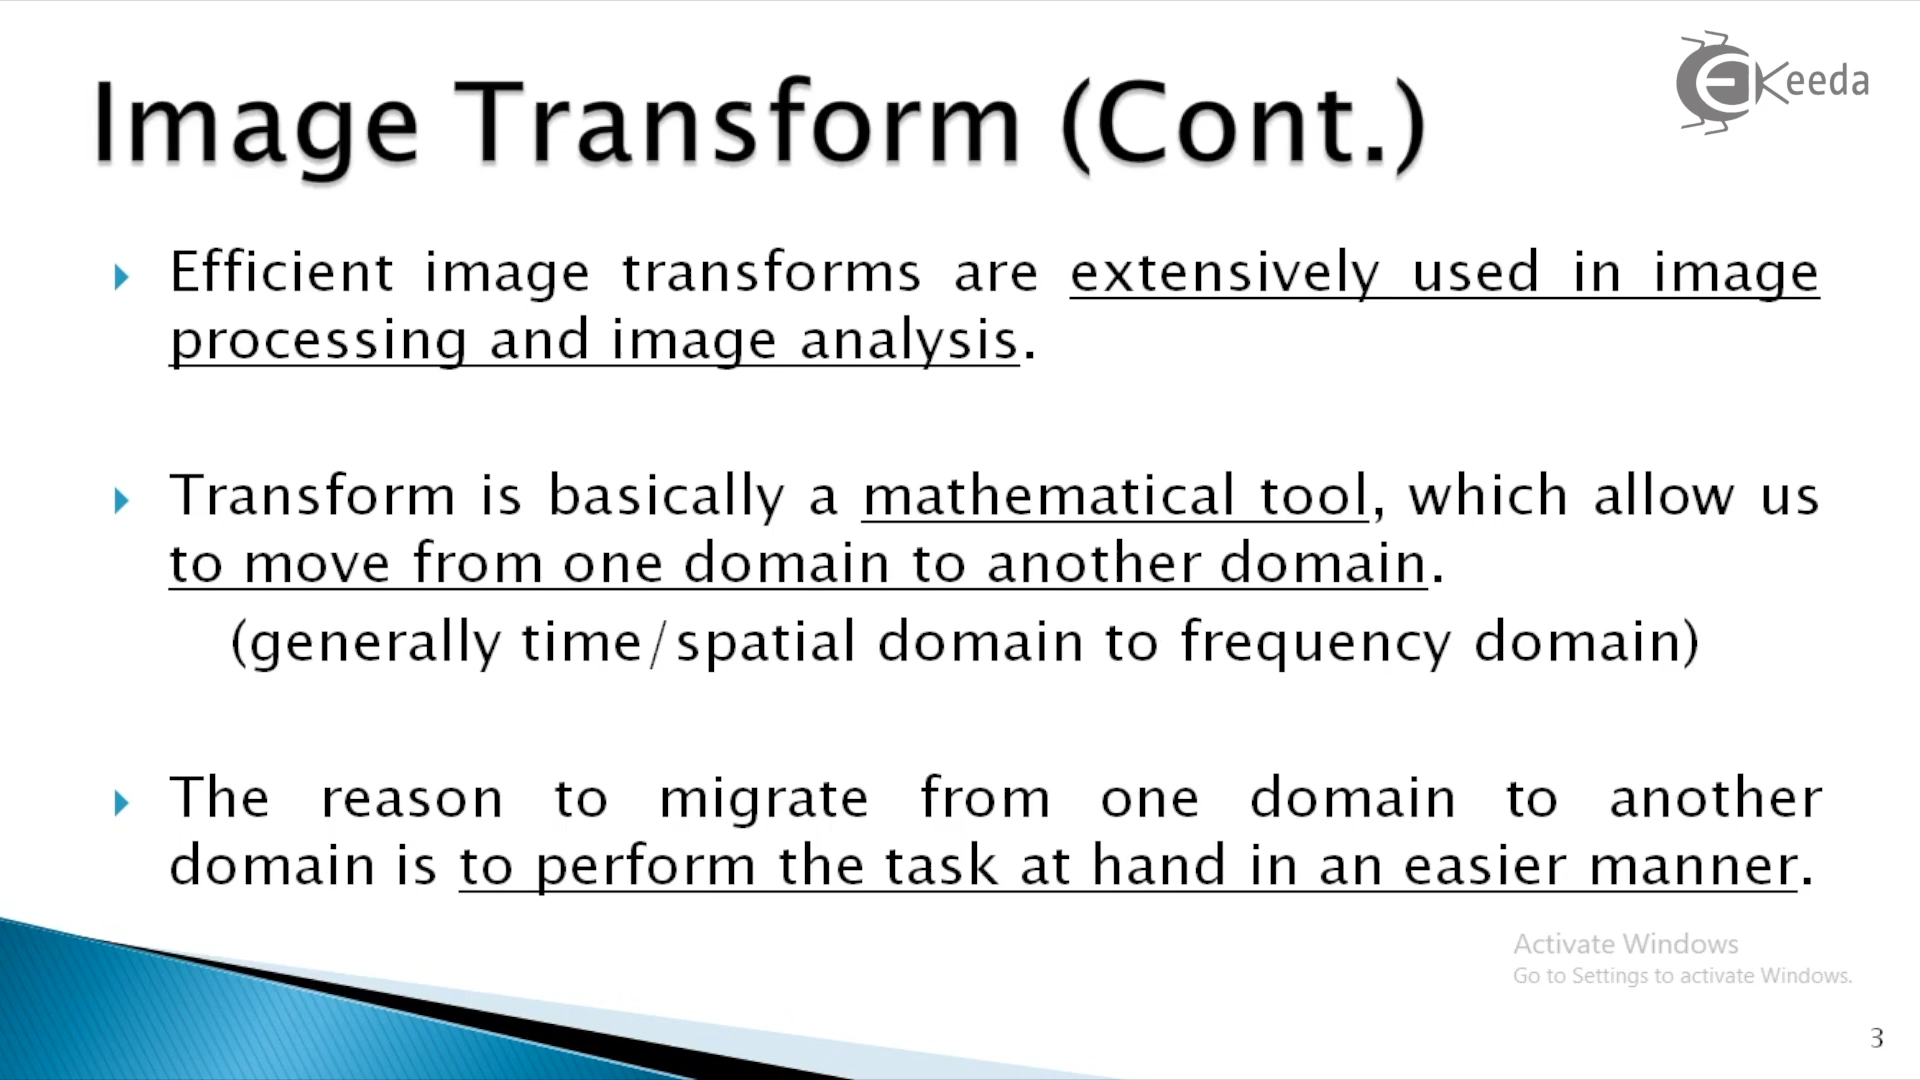 Image Transform (Cont.)
EKeeda
Efficient image transforms are extensively used in image
processing and image analysis.
Transform is basically a mathematical tool, which allow us
to move from one domain to another domain.
(generally time/spatial domain to frequency domain)
The reason to migrate from one domain to another
domain is to perform the task at hand in an easier manner.
Activate Windows
Go to Settings to activate Windows.
3